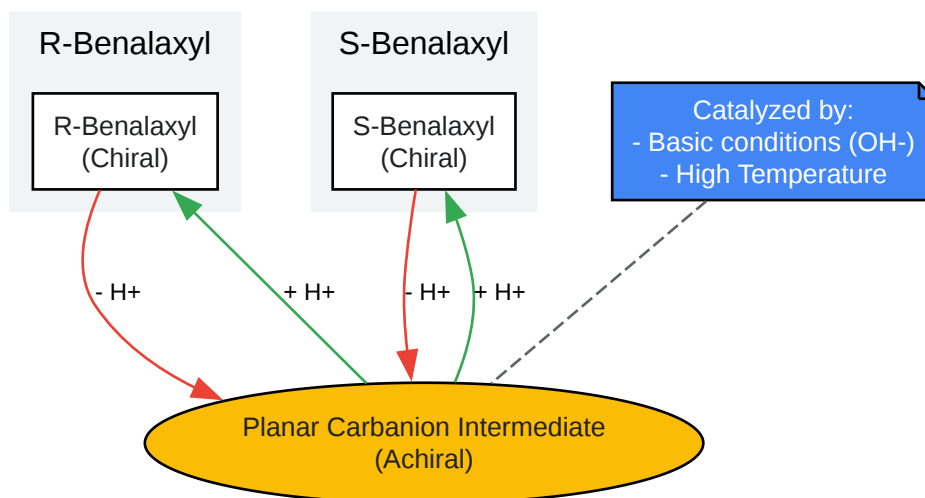 R-Benalaxyl
S-Benalaxyl
R-Benalaxyl
(Chiral)
S-Benalaxyl
(Chiral)
Catalyzed by:
- Basic conditions (OH-)
- High Temperature
- H+
+ H+
- H+
+ H+
Planar Carbanion Intermediate
(Achiral)